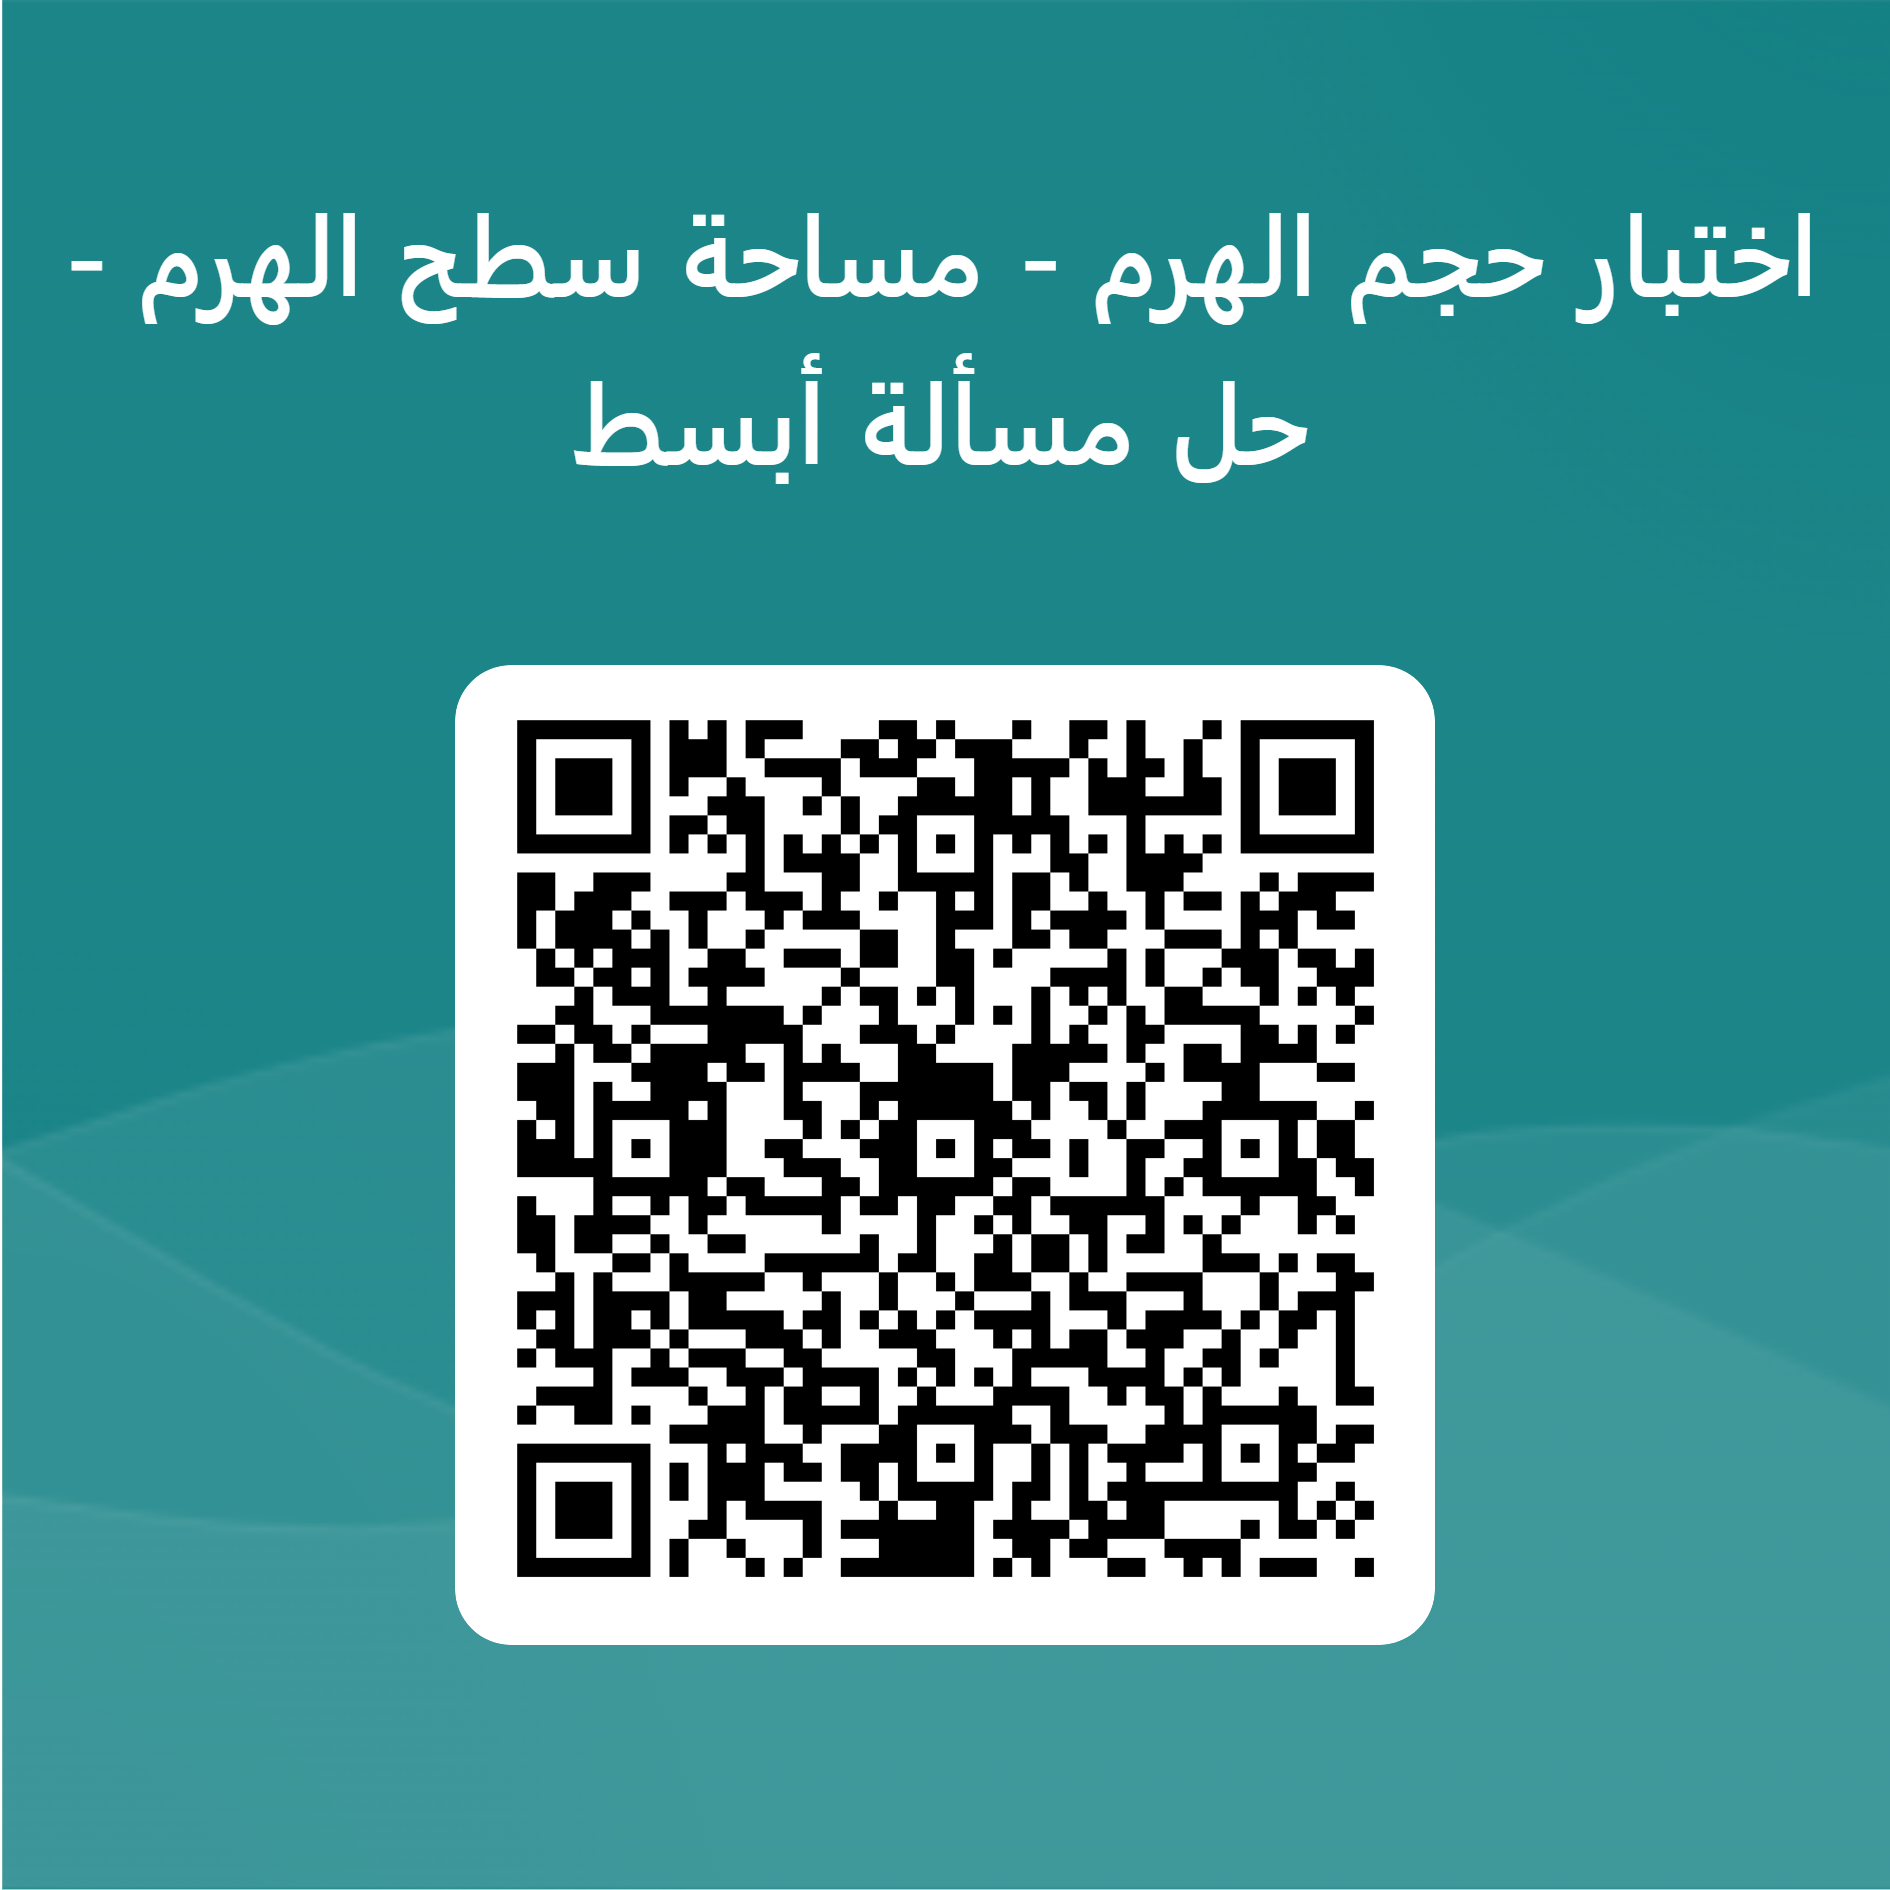 اختبار حجم الهرم - مساحة سطح الهرم -
حل مسألة أبسط